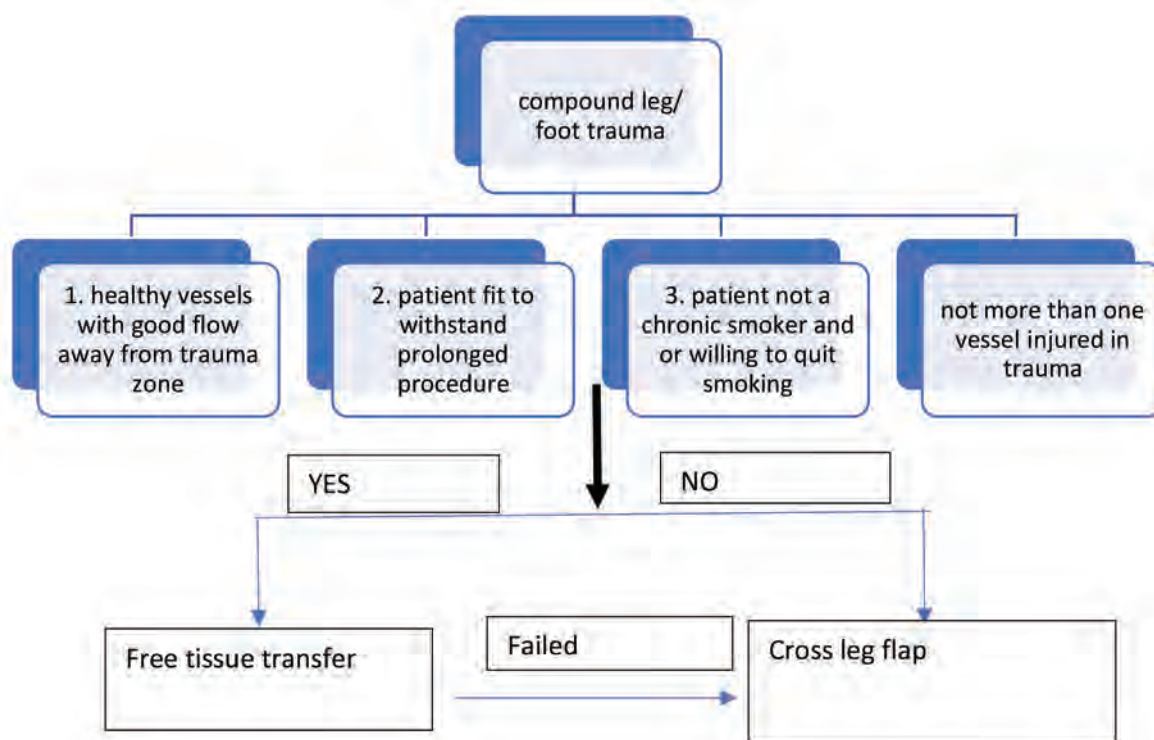 compound leg/
foot trauma
1. healthy vessels
with good flow
away from trauma
zone
2. patient fit to
withstand
prolonged
procedure
3. patient not a
chronic smoker and
or willing to quit
smoking
not more than one
vessel injured in
trauma
YES
NO
Free tissue transfer
Failed
Cross leg flap